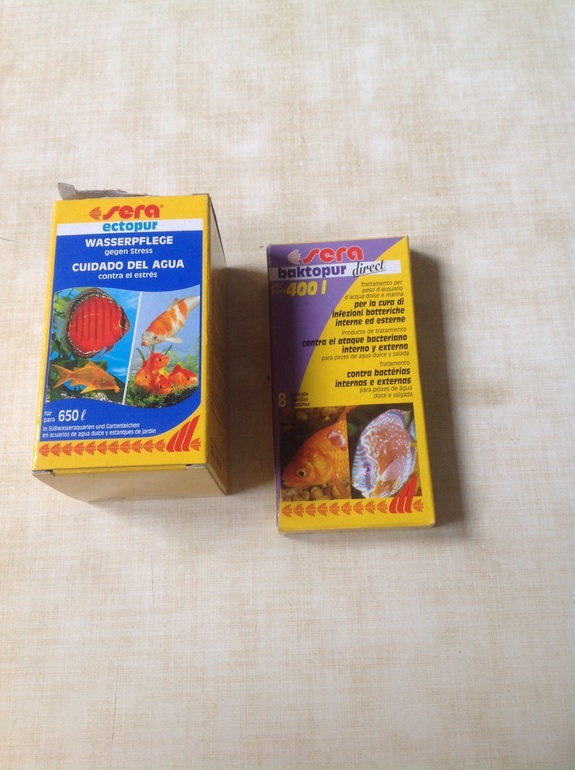 sera®
ectopur
WASSERPFLEGE
gegen Stress
CUIDADO DEL AGUA
contra el estrés
für
para 650 ℓ
in Süßwasseraquarien und Gartenteichen
en acuarios de agua dulce y estanques de jardín
sera
baktopur direct
400 l
Trattamento per
pesci d'acquario
d'acqua dolce e marina
per la cura di
infezioni batteriche
interne ed esterne
Producto de tratamiento
contra el ataque bacteriano
interno y externo
para peces de agua dulce y salada
Tratamento
contra bactérias
internas e externas
para peixes de água
doce e salgada
8